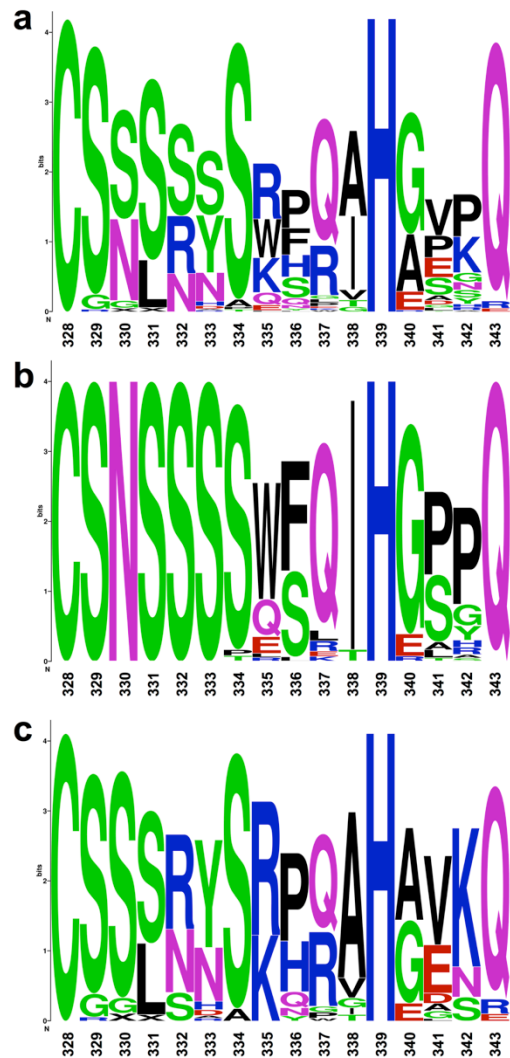 a
4
3
2
1
0
bits
N
C S S S S S S R P Q A H G V P Q
G N L R Y A W F R I A P K R
G N N K H V E E G
H Q S T S N
328 329 330 331 332 333 334 335 336 337 338 339 340 341 342 343
b
4
3
2
1
0
bits
N
C S N S S S S W F Q I H G P P Q
P Q S L T E S G
E R A Y
K L H
R
328 329 330 331 332 333 334 335 336 337 338 339 340 341 342 343
c
4
3
2
1
0
bits
N
C S S S R Y S R P Q A H A V K Q
G G L N N A K H R V G E N R
X X S H Q G E D S E
N T G
328 329 330 331 332 333 334 335 336 337 338 339 340 341 342 343